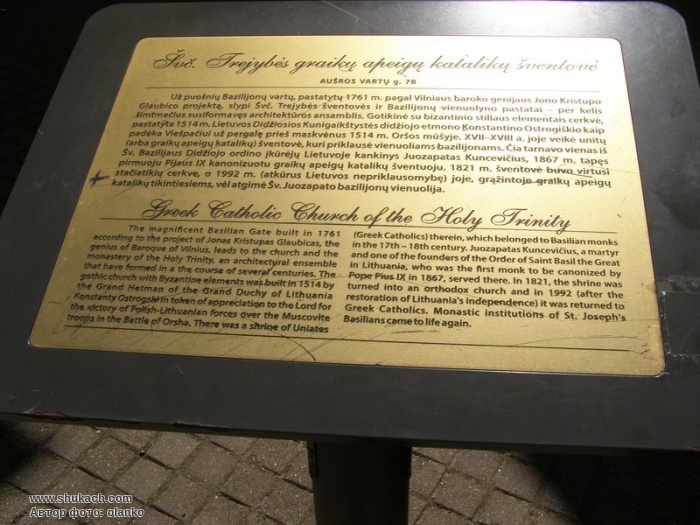 Švč. Trejybės graikų apeigų katalikų šventovė
AUŠROS VARTŲ g. 7B
Už puošnių Bazilijonų vartų, pastatytų 1761 m. pagal Vilniaus baroko genijaus Jono Kristupo
Glaubico projektą, slypi Švč. Trejybės šventovės ir Bazilijonų vienuolyno pastatai – per kelis
šimtmečius susiformavęs architektūros ansamblis. Gotikinė su bizantinio stiliaus elementais cerkvė,
pastatyta 1514 m. Lietuvos Didžiosios Kunigaikštystės didžiojo etmono Konstantino Ostrogiškio kaip
padėka Viešpačiui už pergalę prieš maskvėnus 1514 m. Oršos mūšyje. XVII–XVIII a. joje veikė unitų
(arba graikų apeigų katalikų) šventovė, kuri priklausė vienuoliams bazilijonams. Čia tarnavo vienas iš
Šv. Bazilijaus Didžiojo ordino įkūrėjų Lietuvoje kankinys Juozapatas Kuncevičius, 1867 m. tapęs
pirmuoju Pijaus IX kanonizuotu graikų apeigų katalikų šventuoju. 1821 m. šventovė buvo virtusi
stačiatikių cerkve, o 1992 m. (atkūrus Lietuvos nepriklausomybę) joje, grąžintoje graikų apeigų
katalikų tikintiesiems, vėl atgimė Šv. Juozapato bazilijonų vienuolija.
Greek Catholic Church of the Holy Trinity
The magnificent Basilian Gate built in 1761
according to the project of Jonas Kristupas Glaubicas, the
genius of Baroque of Vilnius, leads to the church and the
monastery of the Holy Trinity, an architectural ensemble
that have formed in a the course of several centuries. The
gothic church with Byzantine elements was built in 1514 by
the Grand Hetman of the Grand Duchy of Lithuania
Konstanty Ostrogski in token of appreciation to the Lord for
the victory of Polish-Lithuanian forces over the Muscovite
troops in the Battle of Orsha. There was a shrine of Uniates
(Greek Catholics) therein, which belonged to Basilian monks
in the 17th – 18th century. Juozapatas Kuncevičius, a martyr
and one of the founders of the Order of Saint Basil the Great
in Lithuania, who was the first monk to be canonized by
Pope Pius IX in 1867, served there. In 1821, the shrine was
turned into an orthodox church and in 1992 (after the
restoration of Lithuania's independence) it was returned to
Greek Catholics. Monastic institutions of St. Joseph's
Basilians came to life again.
www.shukach.com
Автор фото: olanko